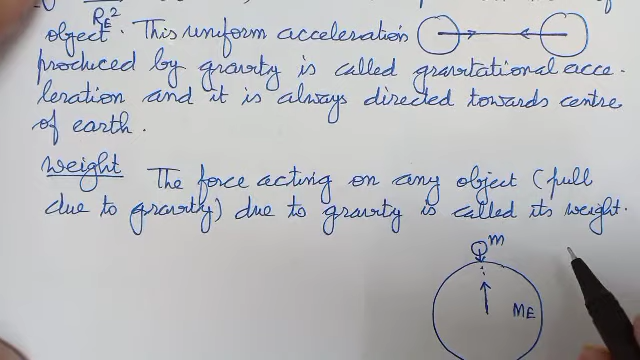 R_E²
object. This uniform acceleration
produced by gravity is called gravitational acce-
leration and it is always directed towards centre
of earth.
Weight The force acting on any object (pull
due to gravity) due to gravity is called its weight.
m
M_E